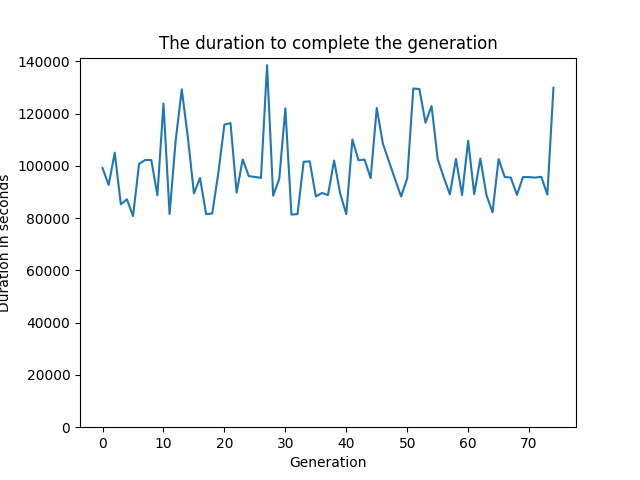 The duration to complete the generation
Duration in seconds
140000
120000
100000
80000
60000
40000
20000
0
0 10 20 30 40 50 60 70
Generation